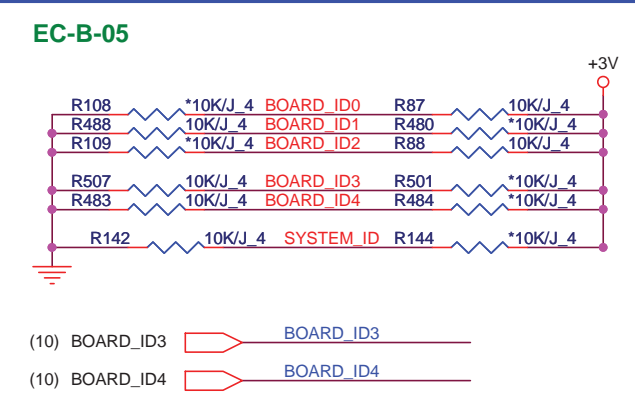 EC-B-05
+3V
R108 *10K/J_4 BOARD_ID0 R87 10K/J_4
R488 10K/J_4 BOARD_ID1 R480 *10K/J_4
R109 *10K/J_4 BOARD_ID2 R88 10K/J_4
R507 10K/J_4 BOARD_ID3 R501 *10K/J_4
R483 10K/J_4 BOARD_ID4 R484 *10K/J_4
R142 10K/J_4 SYSTEM_ID R144 *10K/J_4
(10) BOARD_ID3 BOARD_ID3
(10) BOARD_ID4 BOARD_ID4